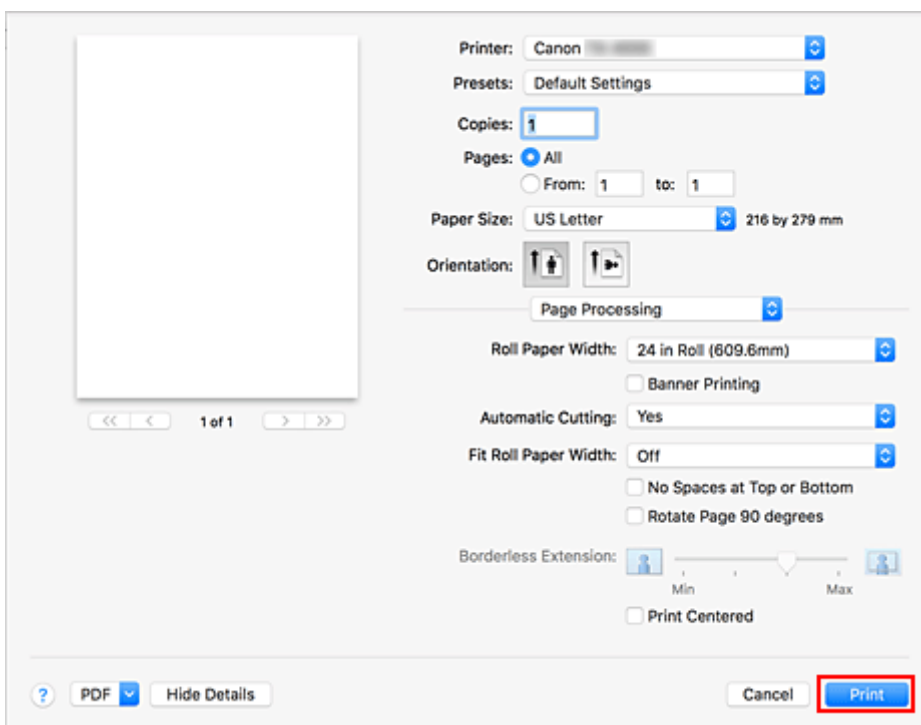 Printer: Canon
Presets: Default Settings
Copies: 1
Pages: All
From: 1 to: 1
Paper Size: US Letter 216 by 279 mm
Orientation:
Page Processing
Roll Paper Width: 24 in Roll (609.6mm)
Banner Printing
1 of 1
Automatic Cutting: Yes
Fit Roll Paper Width: Off
No Spaces at Top or Bottom
Rotate Page 90 degrees
Borderless Extension:
Min Max
Print Centered
? PDF Hide Details Cancel Print